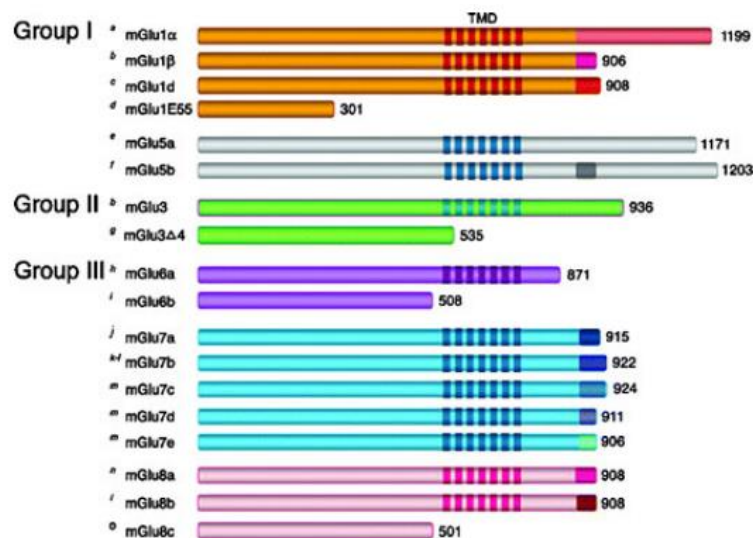 TMD
Group I a mGlu1α 1199
b mGlu1β 906
c mGlu1d 908
d mGlu1E55 301
e mGlu5a 1171
f mGlu5b 1203
Group II b mGlu3 936
g mGlu3Δ4 535
Group III h mGlu6a 871
i mGlu6b 508
j mGlu7a 915
k-l mGlu7b 922
m mGlu7c 924
m mGlu7d 911
m mGlu7e 906
n mGlu8a 908
mGlu8b 908
o mGlu8c 501